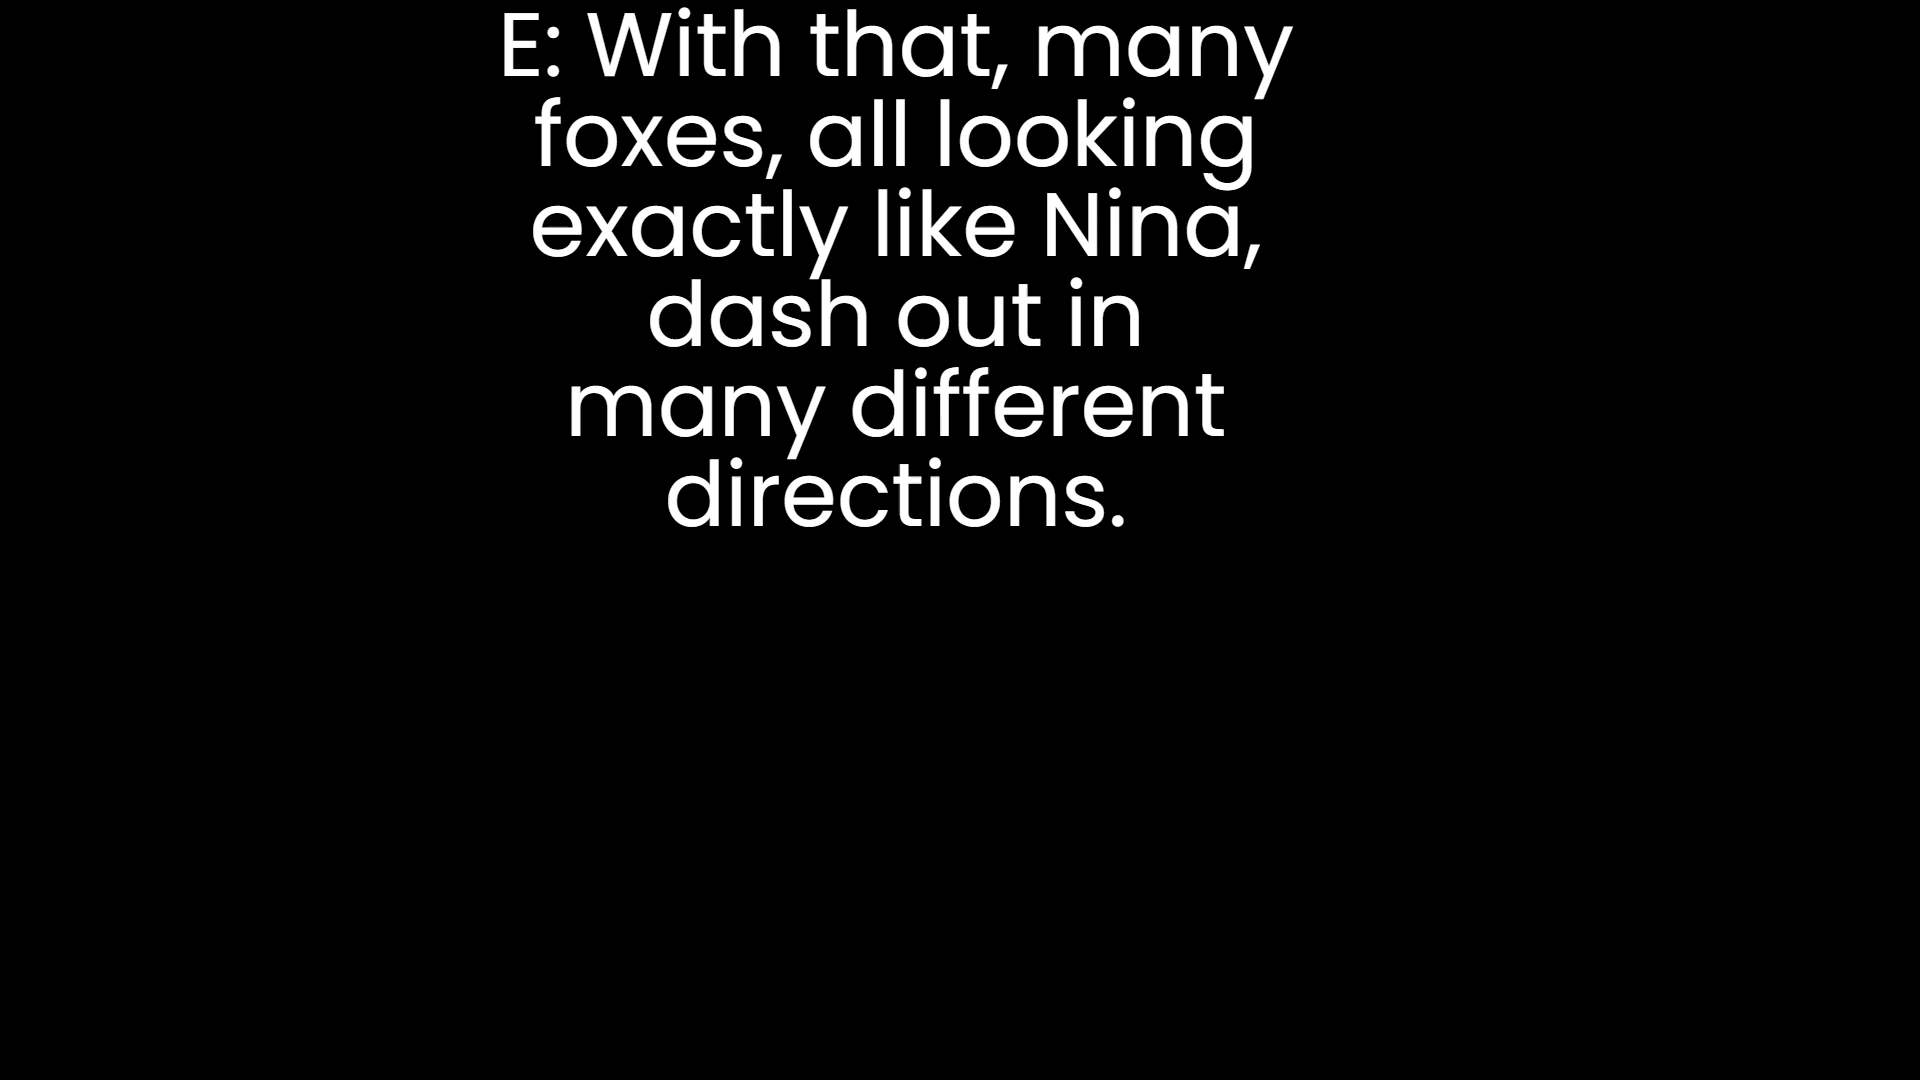 E: With that, many
foxes, all looking
exactly like Nina,
dash out in
many different
directions.